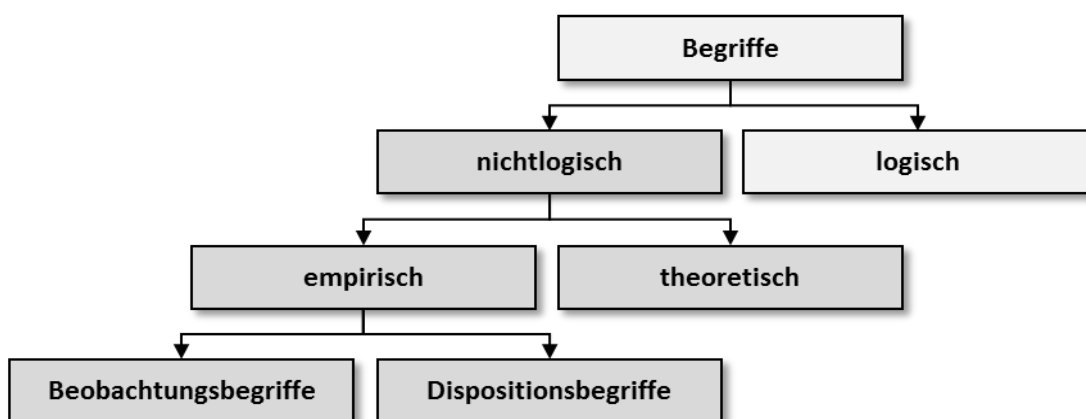 Begriffe
nichtlogisch
logisch
empirisch
theoretisch
Beobachtungsbegriffe
Dispositionsbegriffe